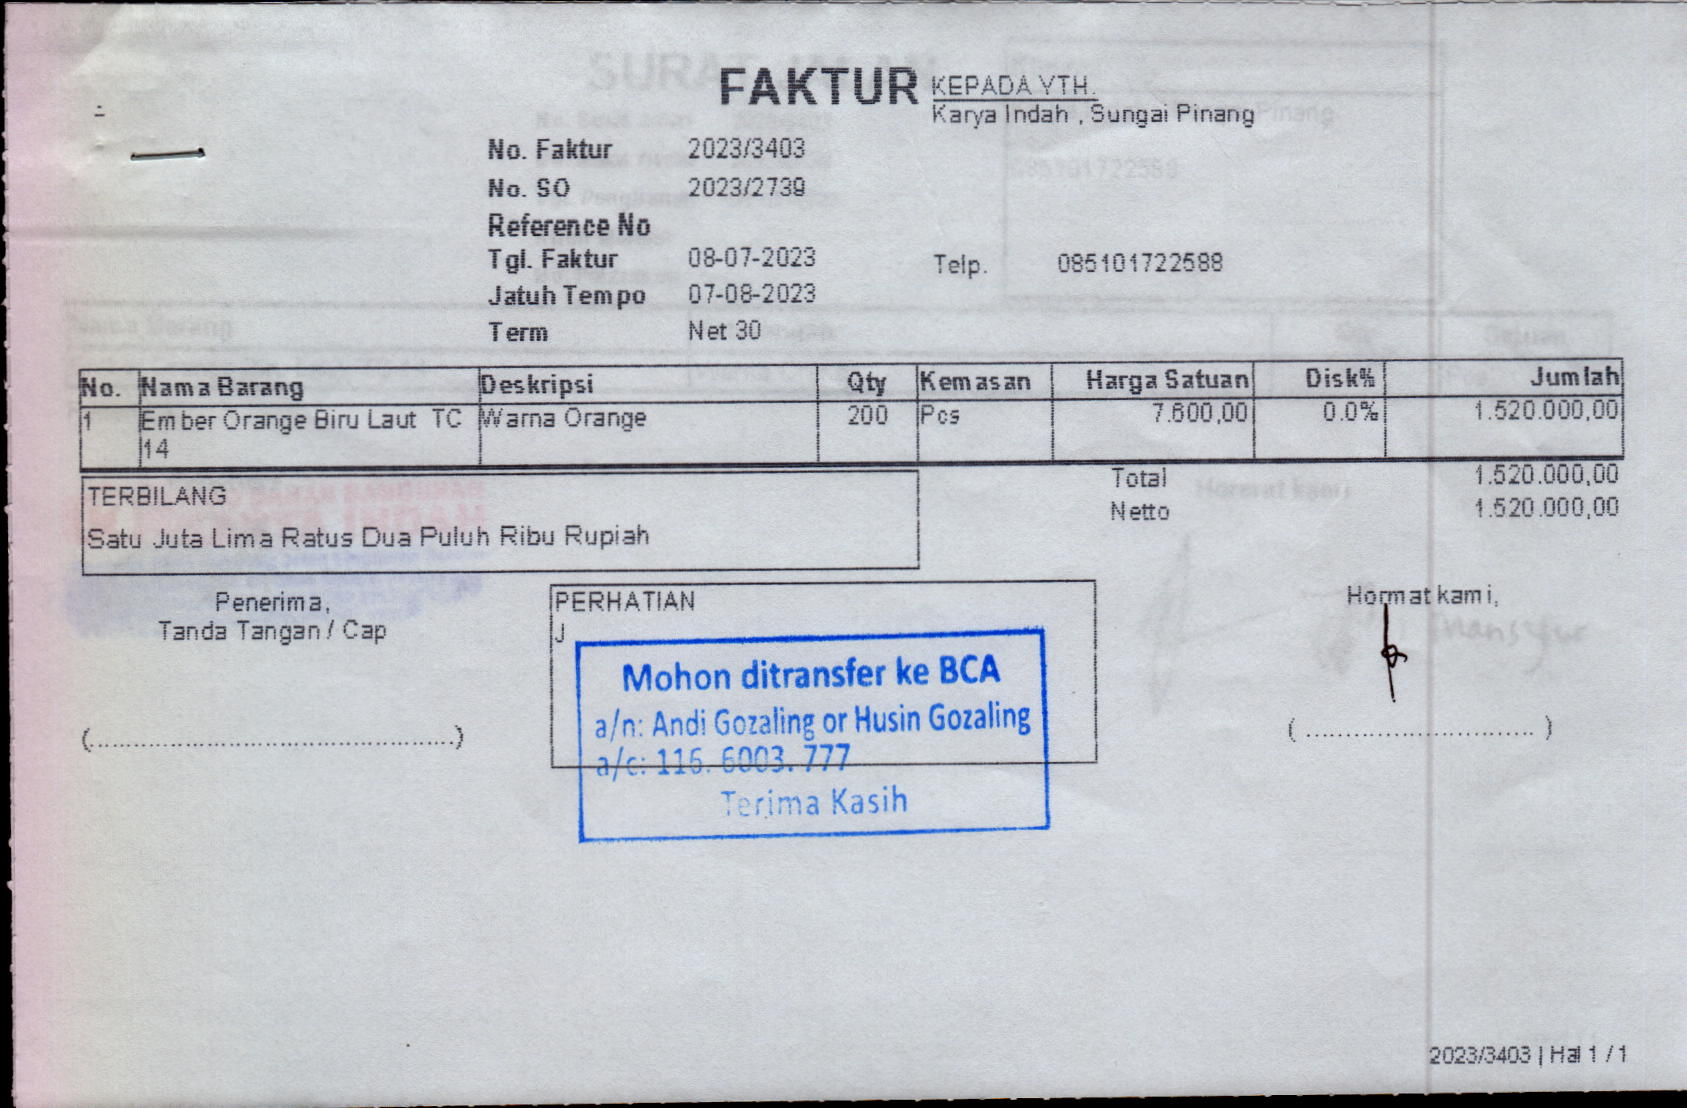 FAKTUR
KEPADA YTH.
Karya Indah , Sungai Pinang
No. Faktur 2023/3403
No. SO 2023/2739
Reference No
Tgl. Faktur 08-07-2023
Telp. 085101722588
Jatuh Tempo 07-08-2023
Term Net 30
No. Nama Barang Deskripsi Qty Kemasan Harga Satuan Disk% Jumlah
1 Ember Orange Biru Laut TC Warna Orange 200 Pcs 7.600,00 0.0% 1.520.000,00
14
Total 1.520.000,00
Netto 1.520.000,00
TERBILANG
Satu Juta Lima Ratus Dua Puluh Ribu Rupiah
Penerima,
Tanda Tangan / Cap
(................................................)
PERHATIAN
J
Mohon ditransfer ke BCA
a/n: Andi Gozaling or Husin Gozaling
a/c: 116. 6003. 777
Terima Kasih
Hormat kami,
( .............................. )
2023/3403 | Hal 1 / 1